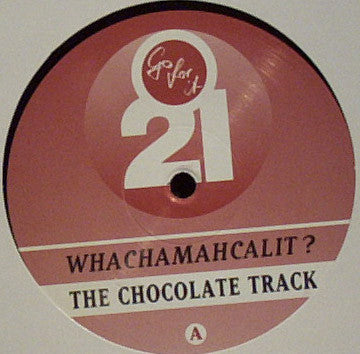 Go for it
21
WHACHAMAHCALIT?
THE CHOCOLATE TRACK
A